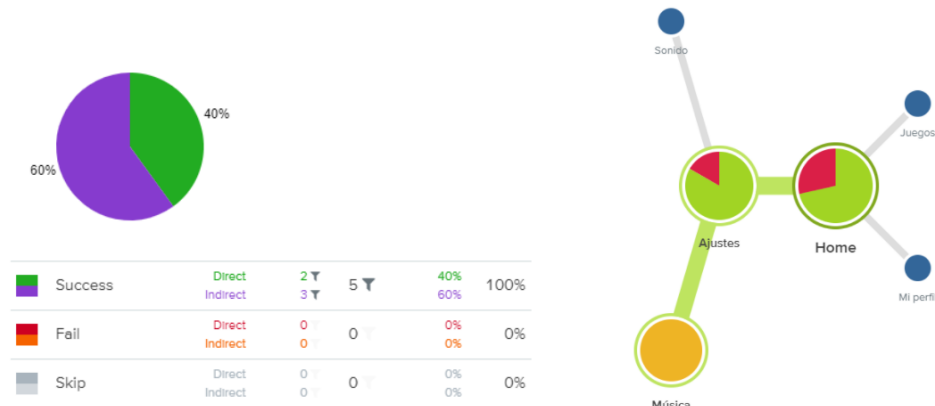 40%
60%
Success
Direct 2 40%
Indirect 3 60%
5 100%
Fail
Direct 0 0%
Indirect 0 0%
0 0%
Skip
Direct 0 0%
Indirect 0 0%
0 0%
Sonido
Juegos
Ajustes
Home
Mi perfi
Música